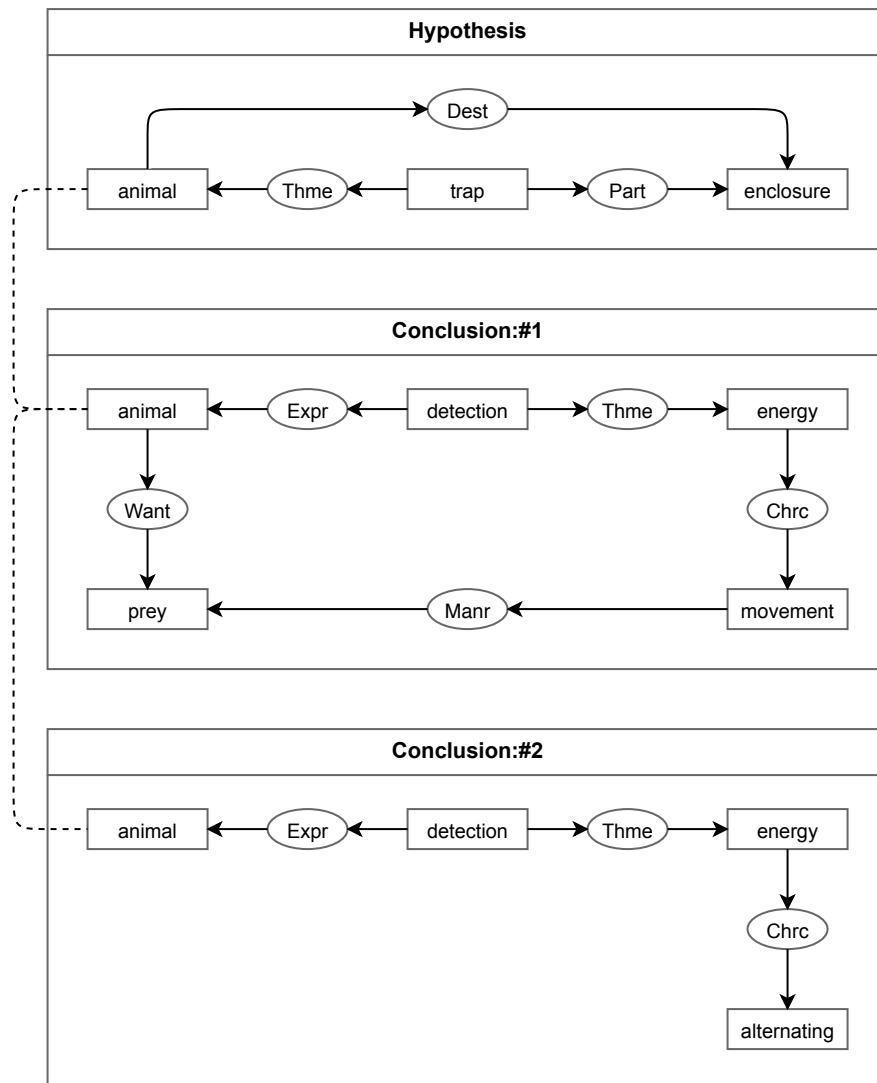 Hypothesis
Dest
animal Thme trap Part enclosure
Conclusion:#1
animal Expr detection Thme energy
Want Chrc
prey Manr movement
Conclusion:#2
animal Expr detection Thme energy
Chrc
alternating